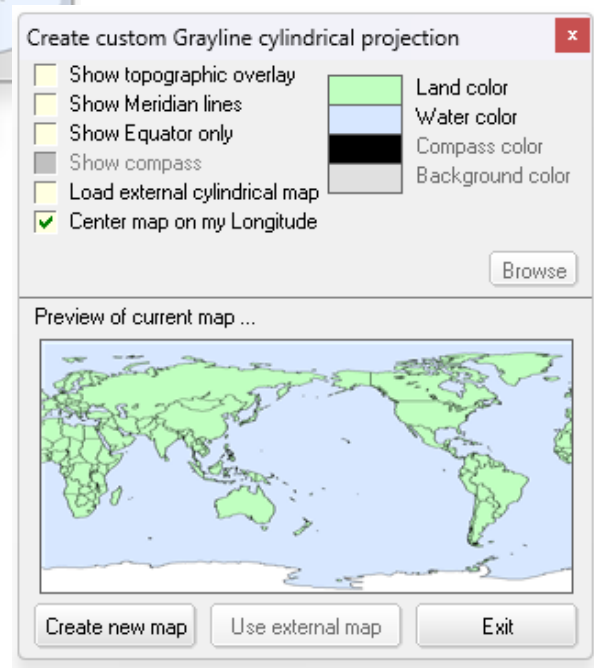 Create custom Grayline cylindrical projection
x
Show topographic overlay
Show Meridian lines
Show Equator only
Show compass
Load external cylindrical map
Center map on my Longitude
Land color
Water color
Compass color
Background color
Browse
Preview of current map ...
Create new map
Use external map
Exit